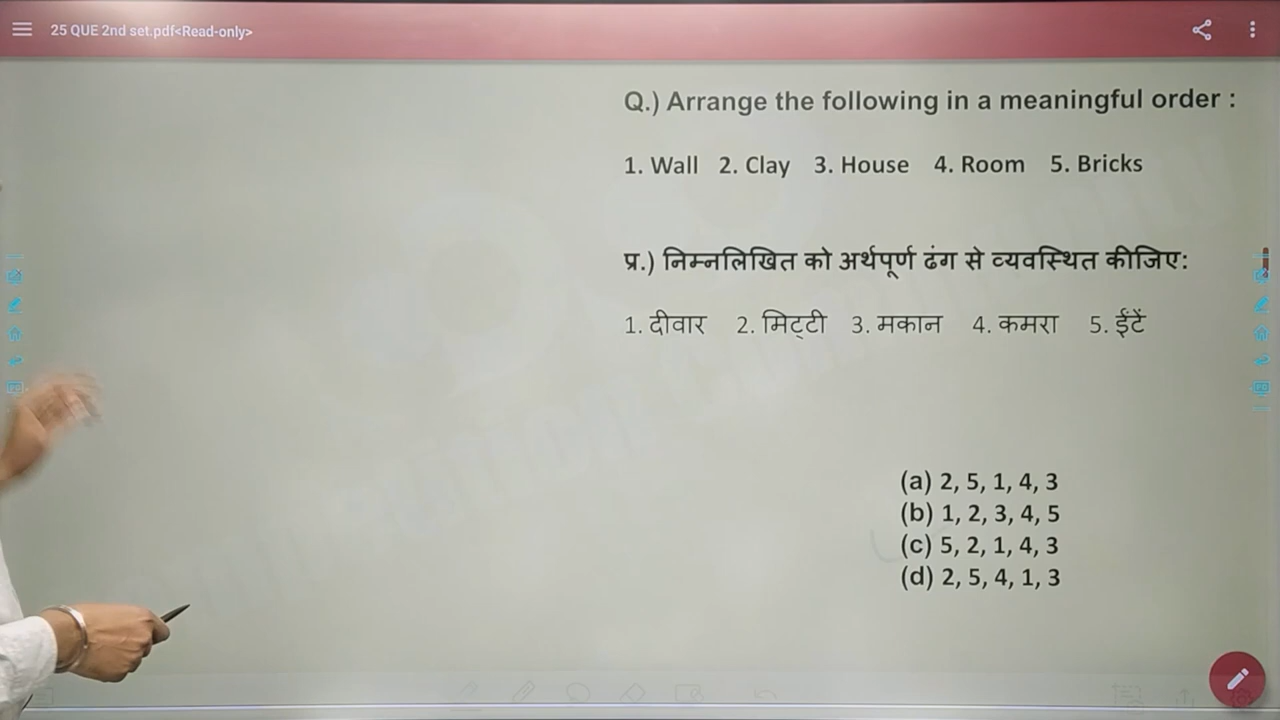 25 QUE 2nd set.pdf<Read-only>
Q.) Arrange the following in a meaningful order :
1. Wall 2. Clay 3. House 4. Room 5. Bricks
प्र.) निम्नलिखित को अर्थपूर्ण ढंग से व्यवस्थित कीजिए:
1. दीवार 2. मिट्टी 3. मकान 4. कमरा 5. ईंटें
(a) 2, 5, 1, 4, 3
(b) 1, 2, 3, 4, 5
(c) 5, 2, 1, 4, 3
(d) 2, 5, 4, 1, 3